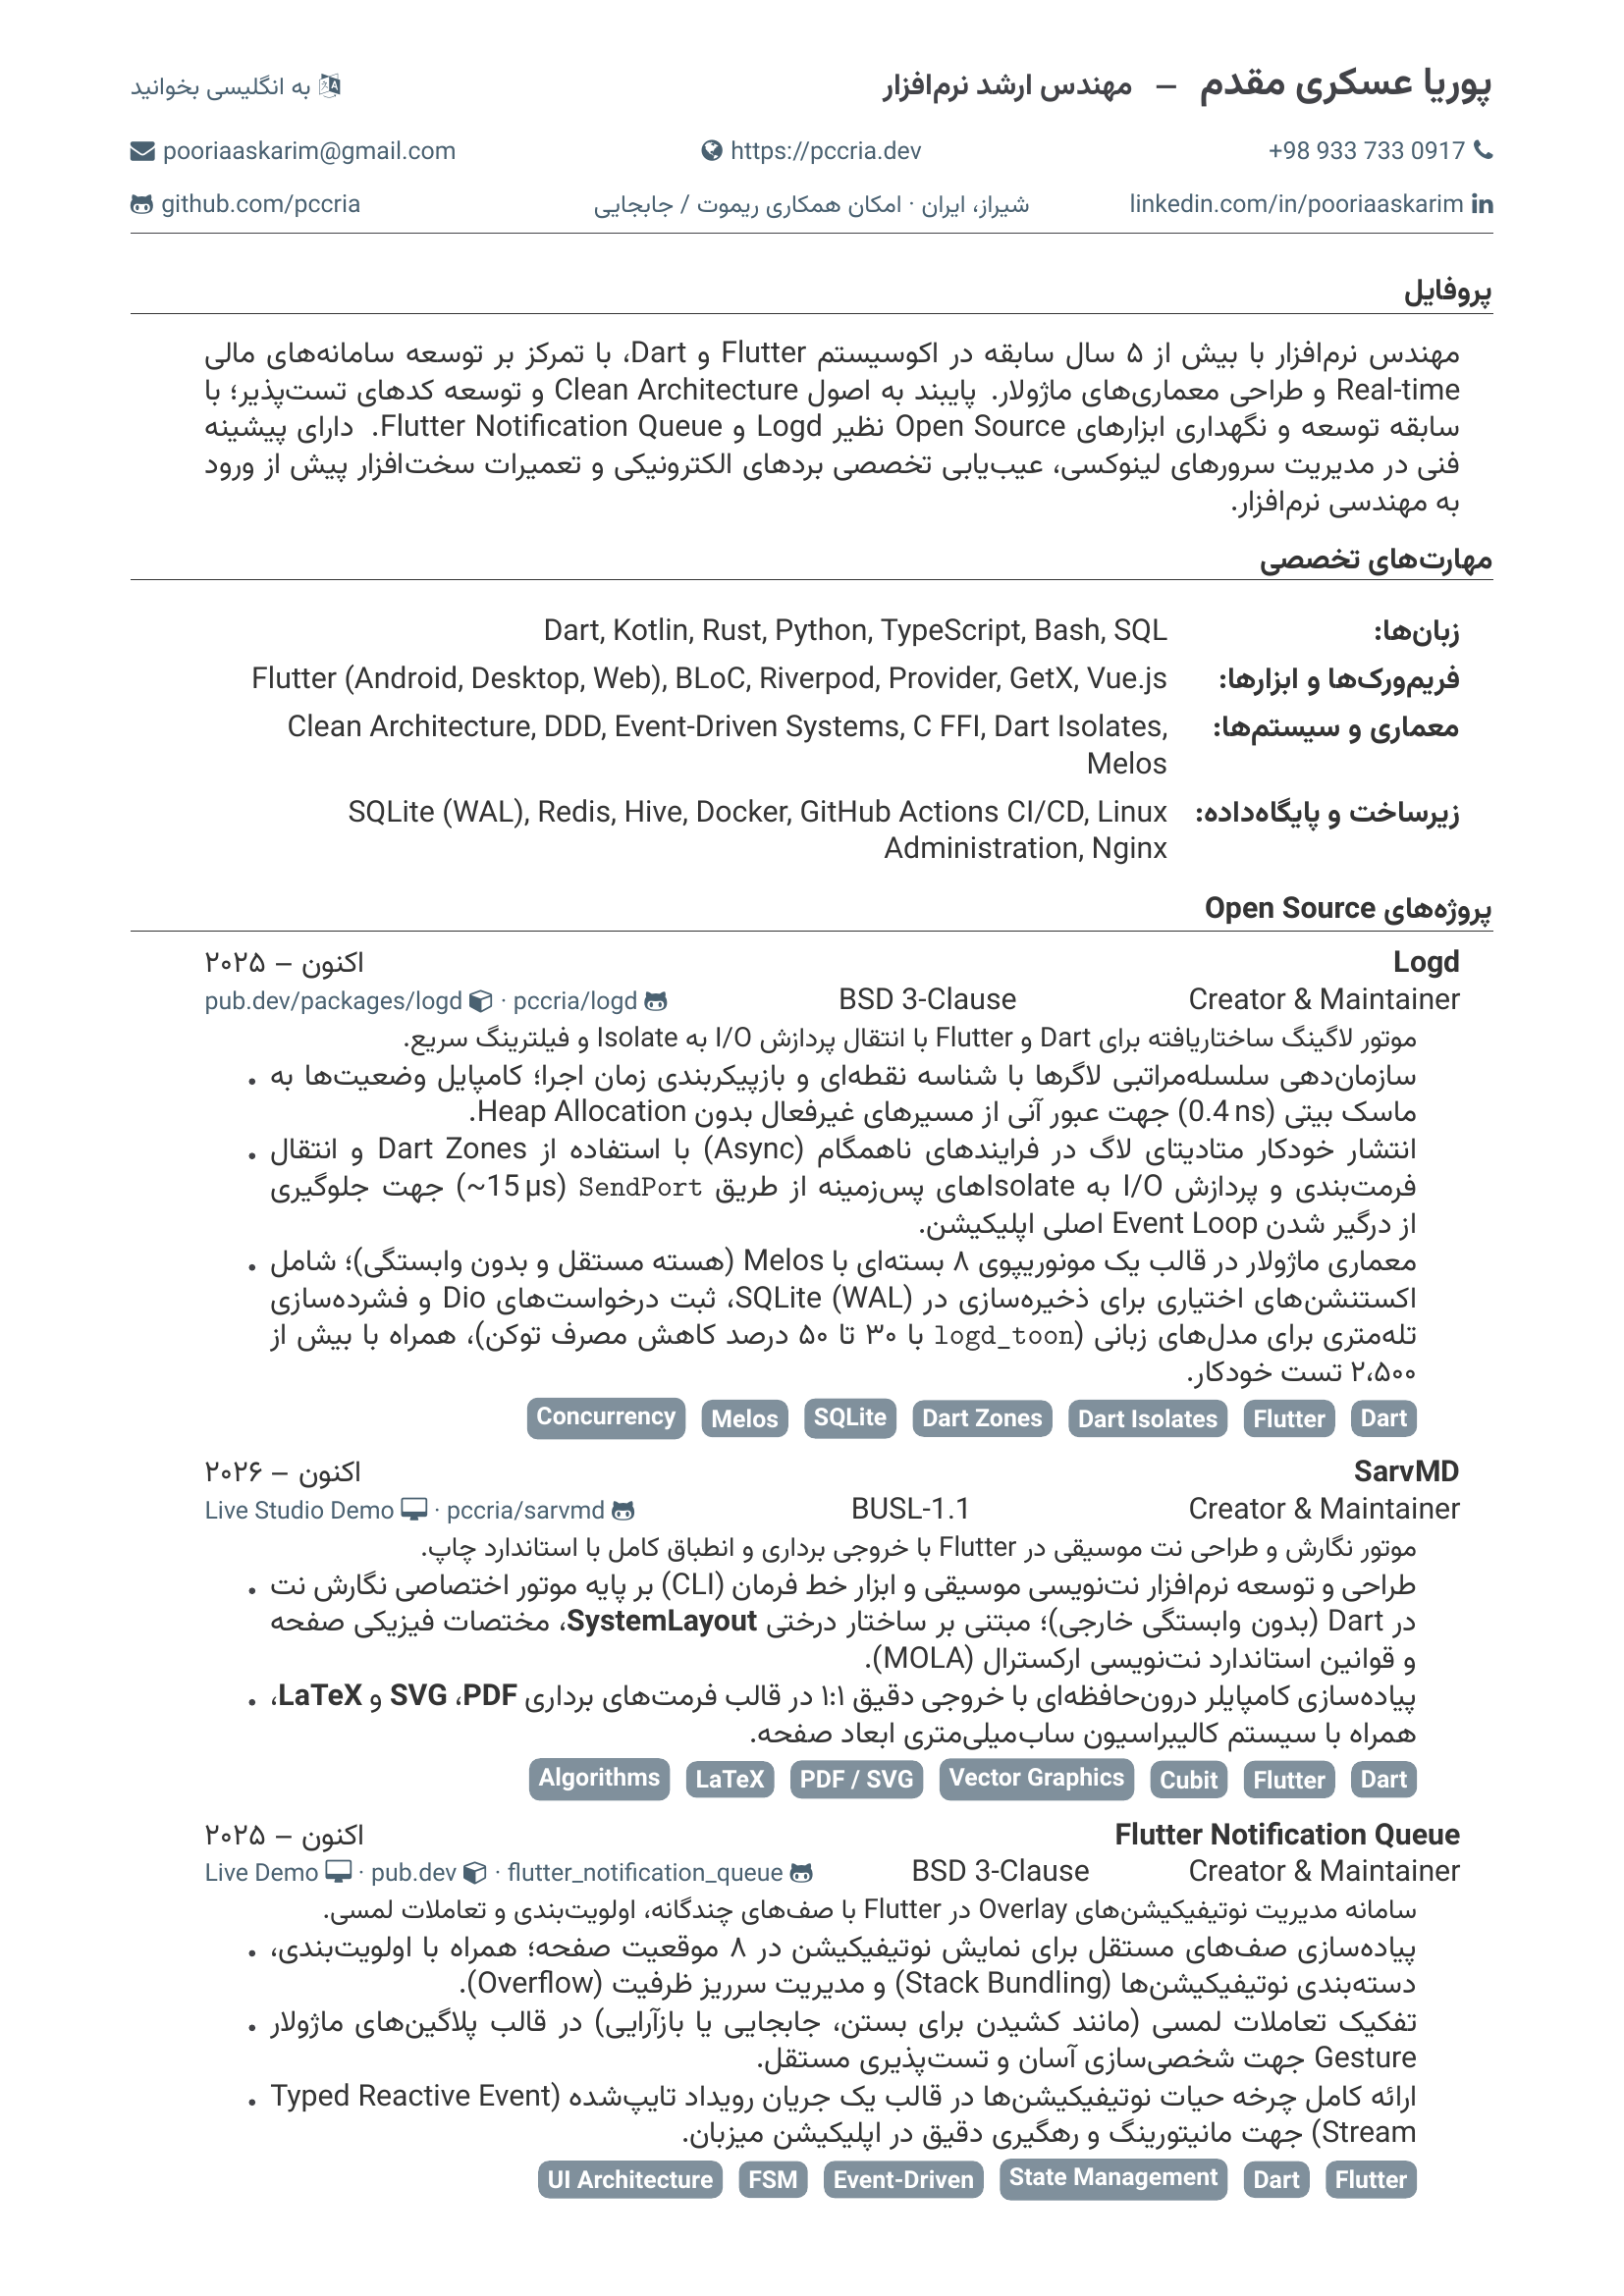 پوریا عسکری مقدم – مهندس ارشد نرم‌افزار
به انگلیسی بخوانید
+98 933 733 0917
https://pccria.dev
pooriaaskarim@gmail.com
linkedin.com/in/pooriaaskarim
شیراز، ایران · امکان همکاری ریموت / جابجایی
github.com/pccria
پروفایل
مهندس نرم‌افزار با بیش از ۵ سال سابقه در اکوسیستم Flutter و Dart، با تمرکز بر توسعه سامانه‌های مالی
Real-time و طراحی معماری‌های ماژولار. پایبند به اصول Clean Architecture و توسعه کدهای تست‌پذیر؛ با
سابقه توسعه و نگهداری ابزارهای Open Source نظیر Logd و Flutter Notification Queue. دارای پیشینه
فنی در مدیریت سرورهای لینوکسی، عیب‌یابی تخصصی بردهای الکترونیکی و تعمیرات سخت‌افزار پیش از ورود
به مهندسی نرم‌افزار.
مهارت‌های تخصصی
زبان‌ها: Dart, Kotlin, Rust, Python, TypeScript, Bash, SQL
فریم‌ورک‌ها و ابزارها: Flutter (Android, Desktop, Web), BLoC, Riverpod, Provider, GetX, Vue.js
معماری و سیستم‌ها: Clean Architecture, DDD, Event-Driven Systems, C FFI, Dart Isolates,
Melos
زیرساخت و پایگاه‌داده: SQLite (WAL), Redis, Hive, Docker, GitHub Actions CI/CD, Linux
Administration, Nginx
پروژه‌های Open Source
Logd
اکنون – ۲۰۲۵
Creator & Maintainer
BSD 3-Clause
pccria/logd · pub.dev/packages/logd
موتور لاگینگ ساختاریافته برای Dart و Flutter با انتقال پردازش I/O به Isolate و فیلترینگ سریع.
• سازمان‌دهی سلسله‌مراتبی لاگرها با شناسه نقطه‌ای و بازپیکربندی زمان اجرا؛ کامپایل وضعیت‌ها به
ماسک بیتی (0.4 ns) جهت عبور آنی از مسیرهای غیرفعال بدون Heap Allocation.
• انتشار خودکار متادیتای لاگ در فرایندهای ناهمگام (Async) با استفاده از Dart Zones و انتقال
فرمت‌بندی و پردازش I/O به Isolateهای پس‌زمینه از طریق SendPort (~15 µs) جهت جلوگیری
از درگیر شدن Event Loop اصلی اپلیکیشن.
• معماری ماژولار در قالب یک مونوریپوی ۸ بسته‌ای با Melos (هسته مستقل و بدون وابستگی)؛ شامل
اکستنشن‌های اختیاری برای ذخیره‌سازی در SQLite (WAL)، ثبت درخواست‌های Dio و فشرده‌سازی
تله‌متری برای مدل‌های زبانی (logd_toon با ۳۰ تا ۵۰ درصد کاهش مصرف توکن)، همراه با بیش از
۲،۵۰۰ تست خودکار.
Dart Flutter Dart Isolates Dart Zones SQLite Melos Concurrency
SarvMD
اکنون – ۲۰۲۶
Creator & Maintainer
BUSL-1.1
pccria/sarvmd · Live Studio Demo
موتور نگارش و طراحی نت موسیقی در Flutter با خروجی برداری و انطباق کامل با استاندارد چاپ.
• طراحی و توسعه نرم‌افزار نت‌نویسی موسیقی و ابزار خط فرمان (CLI) بر پایه موتور اختصاصی نگارش نت
در Dart (بدون وابستگی خارجی)؛ مبتنی بر ساختار درختی SystemLayout، مختصات فیزیکی صفحه
و قوانین استاندارد نت‌نویسی ارکسترال (MOLA).
• پیاده‌سازی کامپایلر درون‌حافظه‌ای با خروجی دقیق ۱:۱ در قالب فرمت‌های برداری PDF، SVG و LaTeX،
همراه با سیستم کالیبراسیون ساب‌میلی‌متری ابعاد صفحه.
Dart Flutter Cubit Vector Graphics PDF / SVG LaTeX Algorithms
Flutter Notification Queue
اکنون – ۲۰۲۵
Creator & Maintainer
BSD 3-Clause
flutter_notification_queue · pub.dev · Live Demo
سامانه مدیریت نوتیفیکیشن‌های Overlay در Flutter با صف‌های چندگانه، اولویت‌بندی و تعاملات لمسی.
• پیاده‌سازی صف‌های مستقل برای نمایش نوتیفیکیشن در ۸ موقعیت صفحه؛ همراه با اولویت‌بندی،
دسته‌بندی نوتیفیکیشن‌ها (Stack Bundling) و مدیریت سرریز ظرفیت (Overflow).
• تفکیک تعاملات لمسی (مانند کشیدن برای بستن، جابجایی یا بازآرایی) در قالب پلاگین‌های ماژولار
Gesture جهت شخصی‌سازی آسان و تست‌پذیری مستقل.
• ارائه کامل چرخه حیات نوتیفیکیشن‌ها در قالب یک جریان رویداد تایپ‌شده (Typed Reactive Event
Stream) جهت مانیتورینگ و رهگیری دقیق در اپلیکیشن میزبان.
Flutter Dart State Management Event-Driven FSM UI Architecture